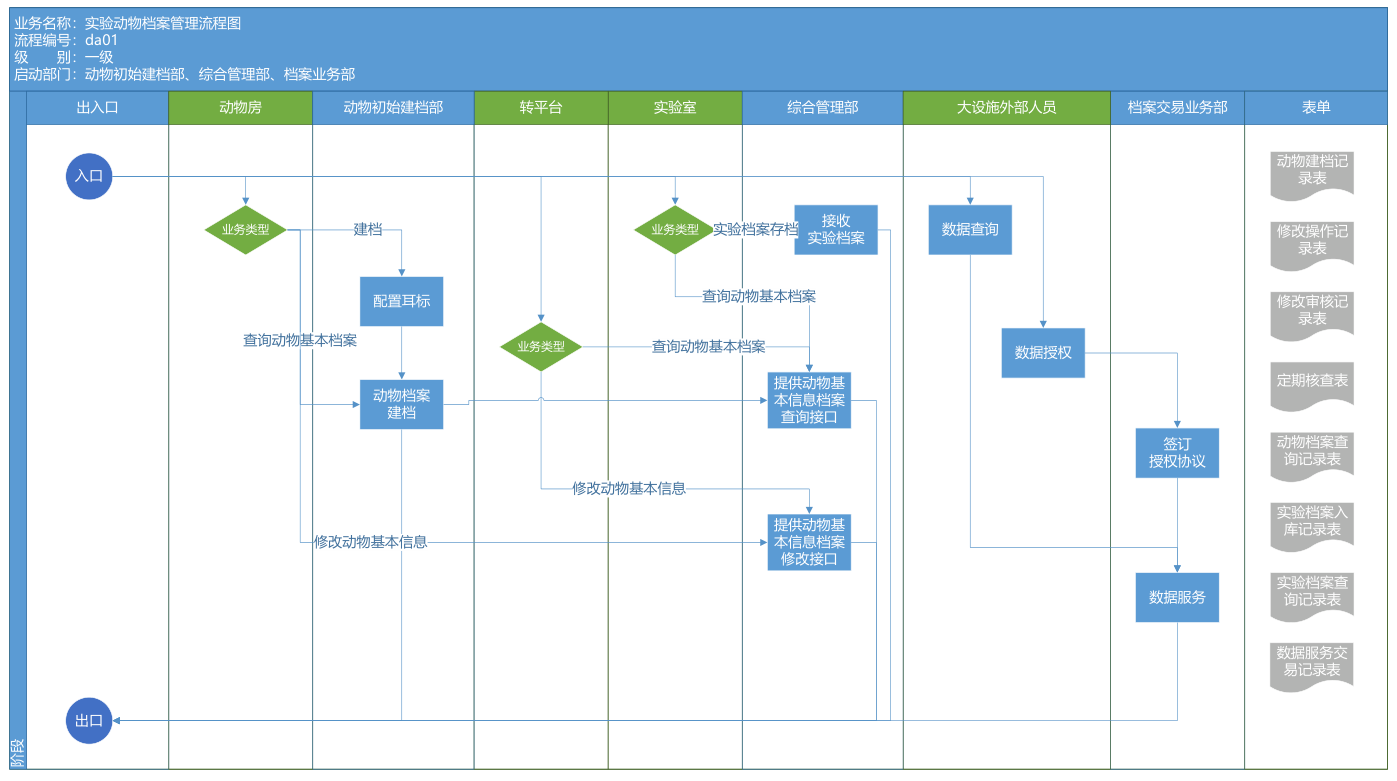 业务名称：实验动物档案管理流程图
流程编号：da01
级　　别：一级
启动部门：动物初始建档部、综合管理部、档案业务部
出入口
动物房
动物初始建档部
转平台
实验室
综合管理部
大设施外部人员
档案交易业务部
表单
入口
业务类型
建档
业务类型
实验档案存档
接收
实验档案
数据查询
动物建档记
录表
修改操作记
录表
配置耳标
查询动物基本档案
修改审核记
录表
查询动物基本档案
业务类型
查询动物基本档案
数据授权
动物档案
建档
提供动物基
本信息档案
查询接口
定期核查表
签订
授权协议
动物档案查
询记录表
修改动物基本信息
修改动物基本信息
提供动物基
本信息档案
修改接口
实验档案入
库记录表
数据服务
实验档案查
询记录表
数据服务交
易记录表
出口
阶段